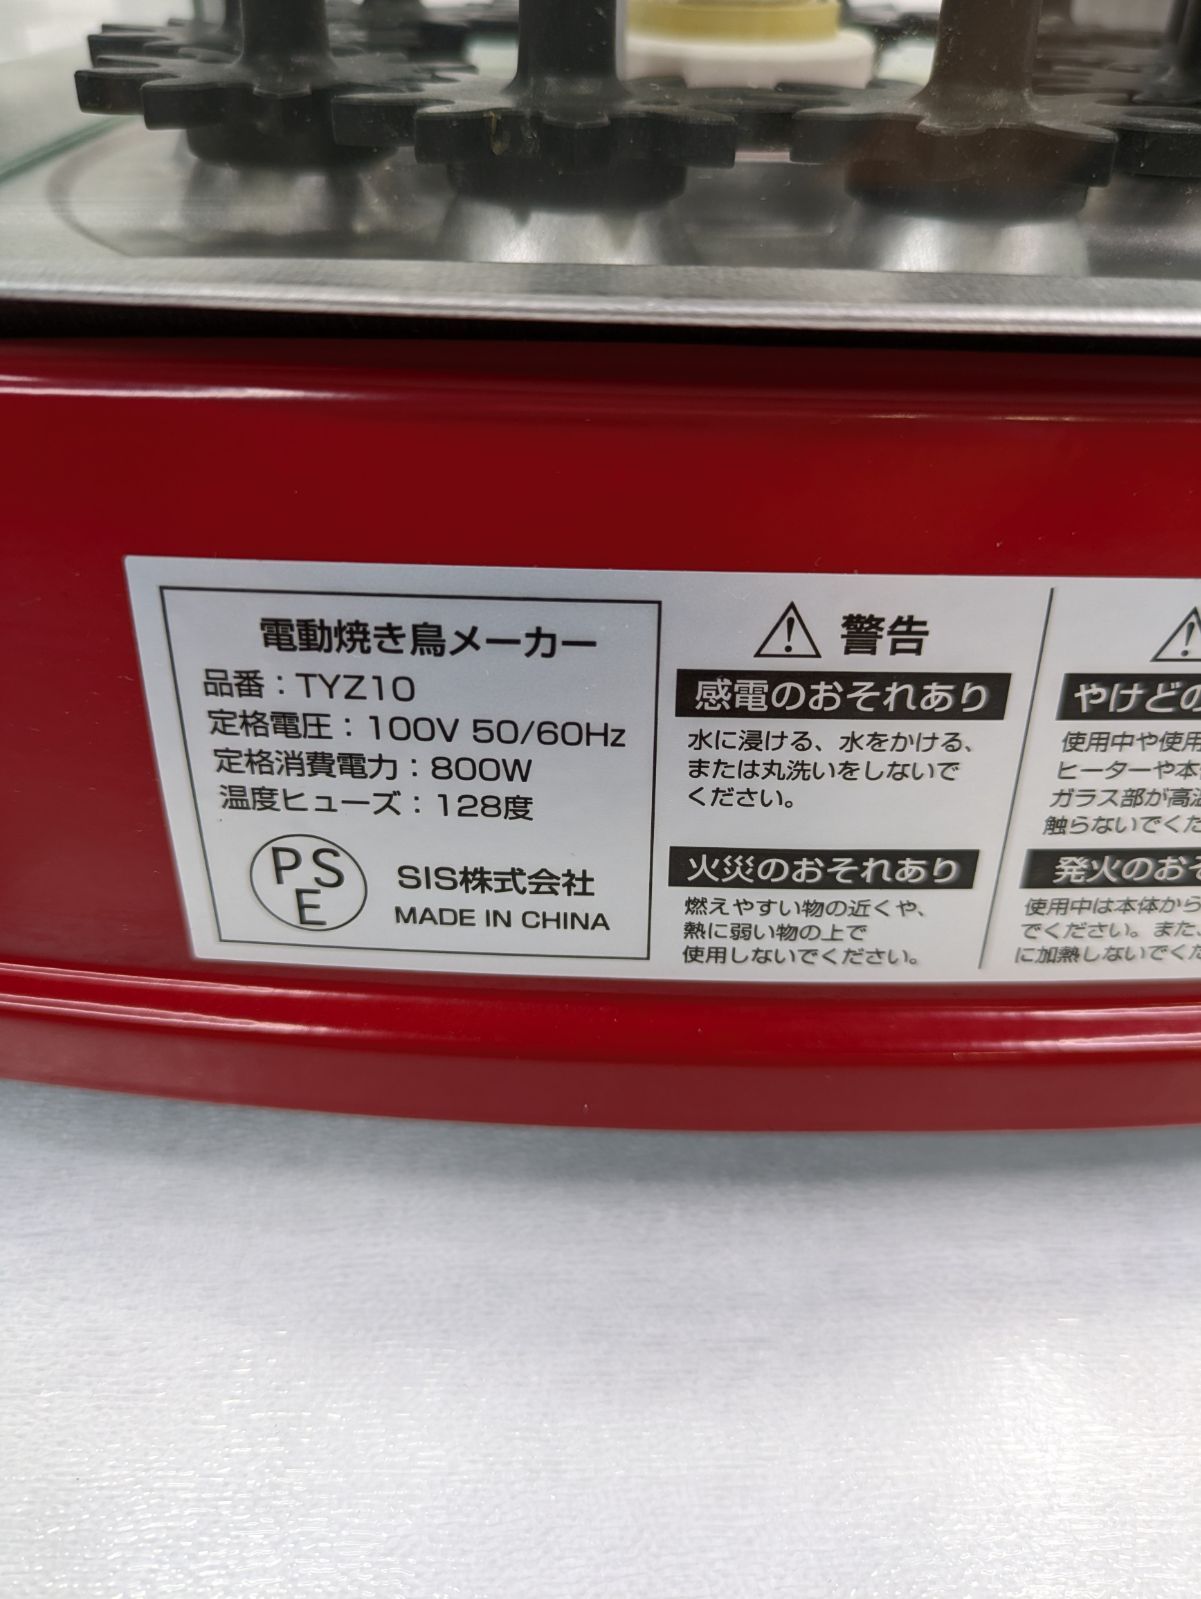 電動焼き鳥メーカー
品番：TYZ10
定格電圧：100V 50/60Hz
定格消費電力：800W
温度ヒューズ：128度
PSE
SIS株式会社
MADE IN CHINA
警告
感電のおそれあり
水に浸ける、水をかける、
または丸洗いをしないで
ください。
火災のおそれあり
燃えやすい物の近くや、
熱に弱い物の上で
使用しないでください。
やけどの
使用中や使用
ヒーターや本
ガラス部が高温
触らないでくだ
発火のおそ
使用中は本体から
でください。また、
に加熱しないでくだ